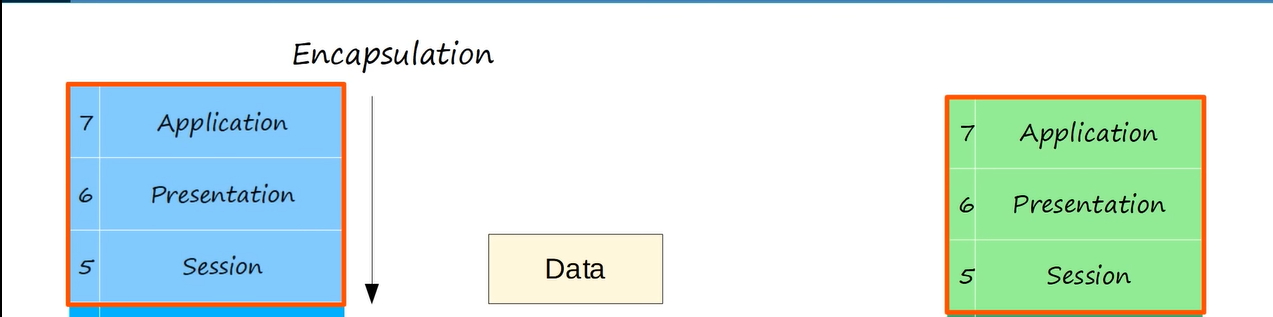 Encapsulation
7 Application
6 Presentation
5 Session
Data
7 Application
6 Presentation
5 Session